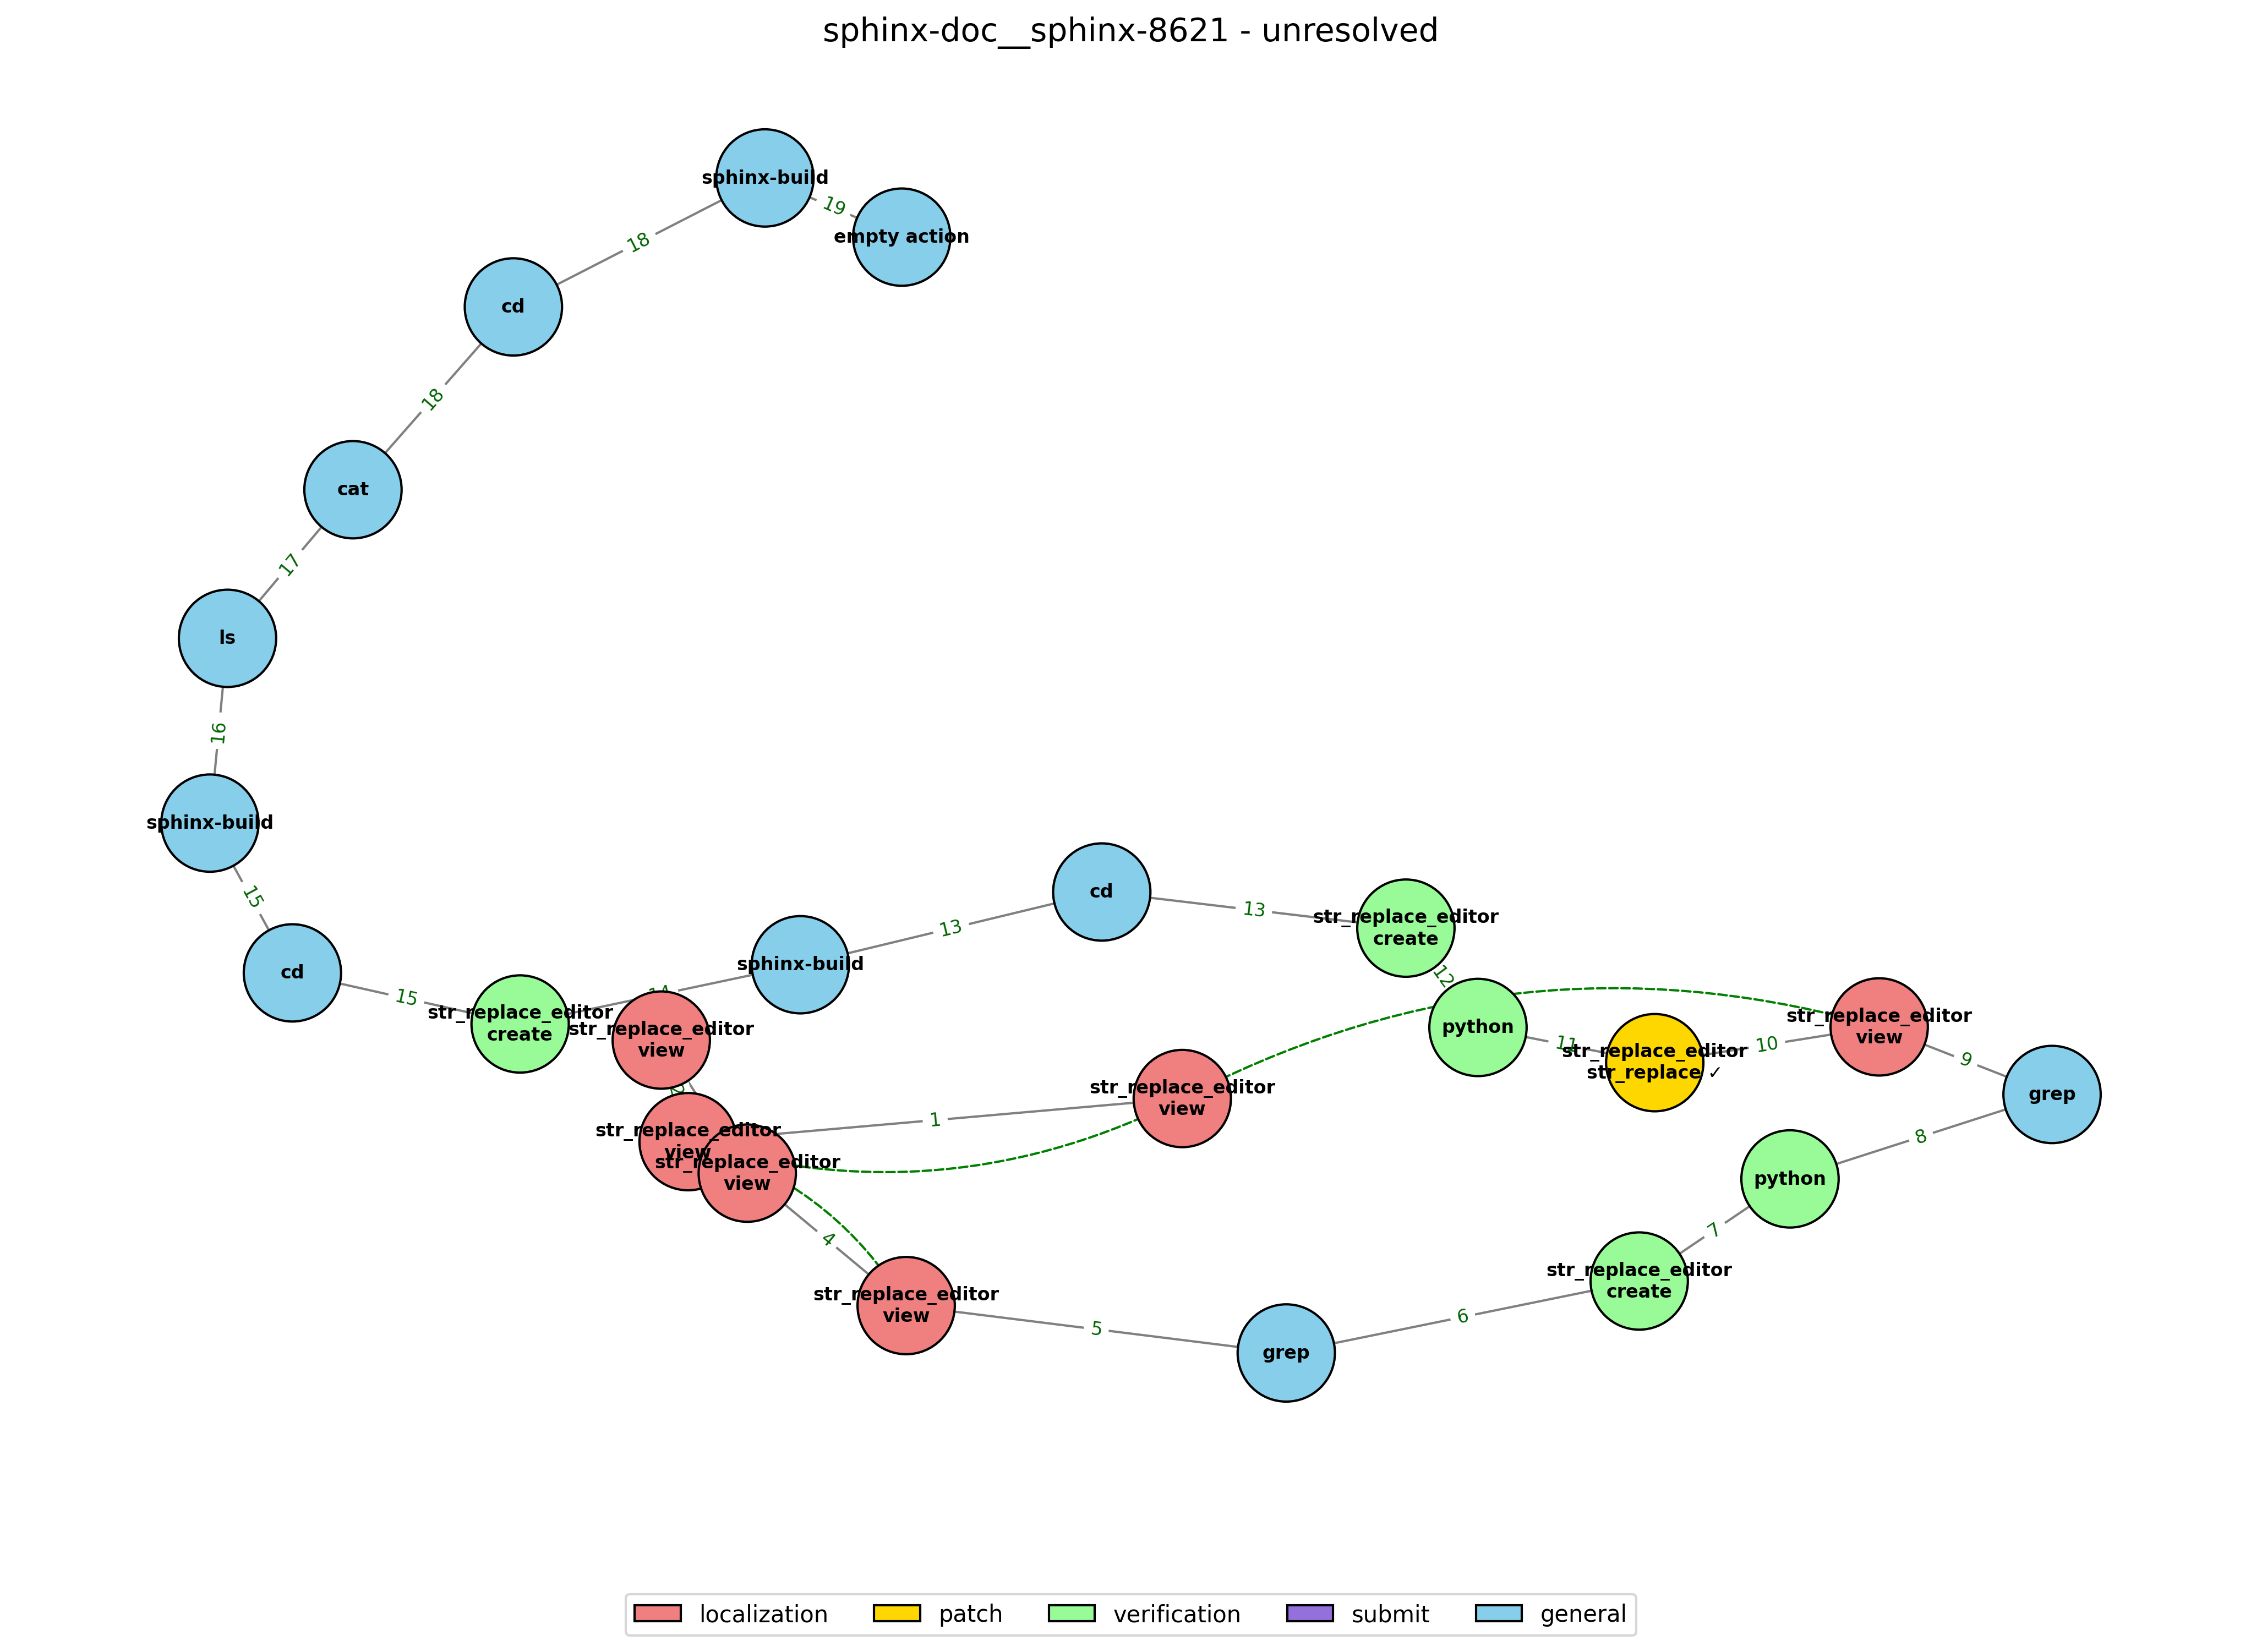 sphinx-doc__sphinx-8621 - unresolved
sphinx-build
19
empty action
18
cd
18
cat
17
ls
16
sphinx-build
15
cd
15
str_replace_editor
create
sphinx-build
13
cd
13
str_replace_editor
create
12
python
11
str_replace_editor
str_replace ✓
10
str_replace_editor
view
9
grep
8
python
7
str_replace_editor
create
6
grep
5
str_replace_editor
view
4
str_replace_editor
view
str_replace_editor
view
str_replace_editor
view
1
str_replace_editor
view
localization
patch
verification
submit
general